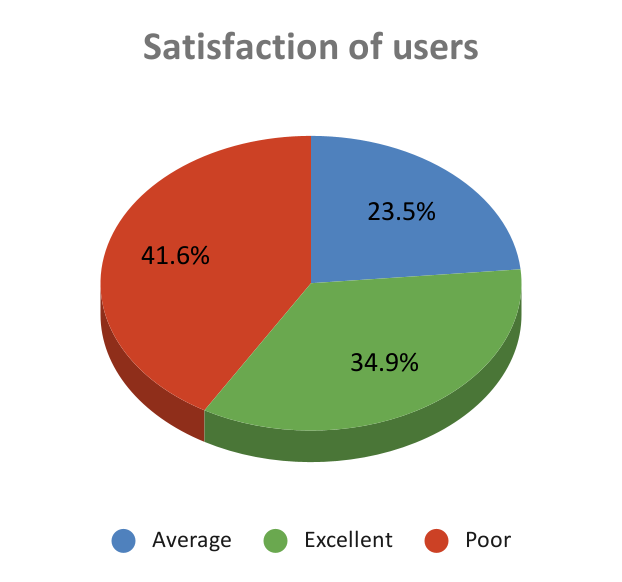 Satisfaction of users
23.5%
41.6%
34.9%
Average Excellent Poor